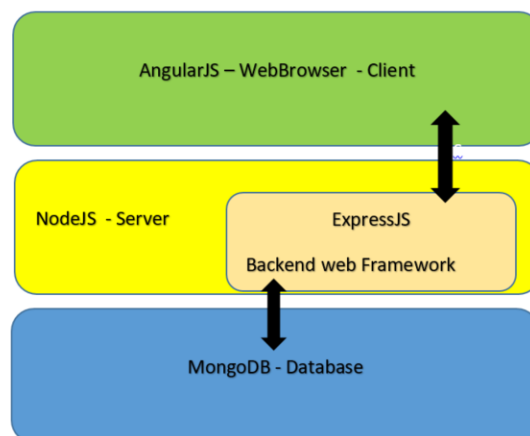 AngularJS – WebBrowser - Client
NodeJS - Server
ExpressJS
Backend web Framework
MongoDB - Database